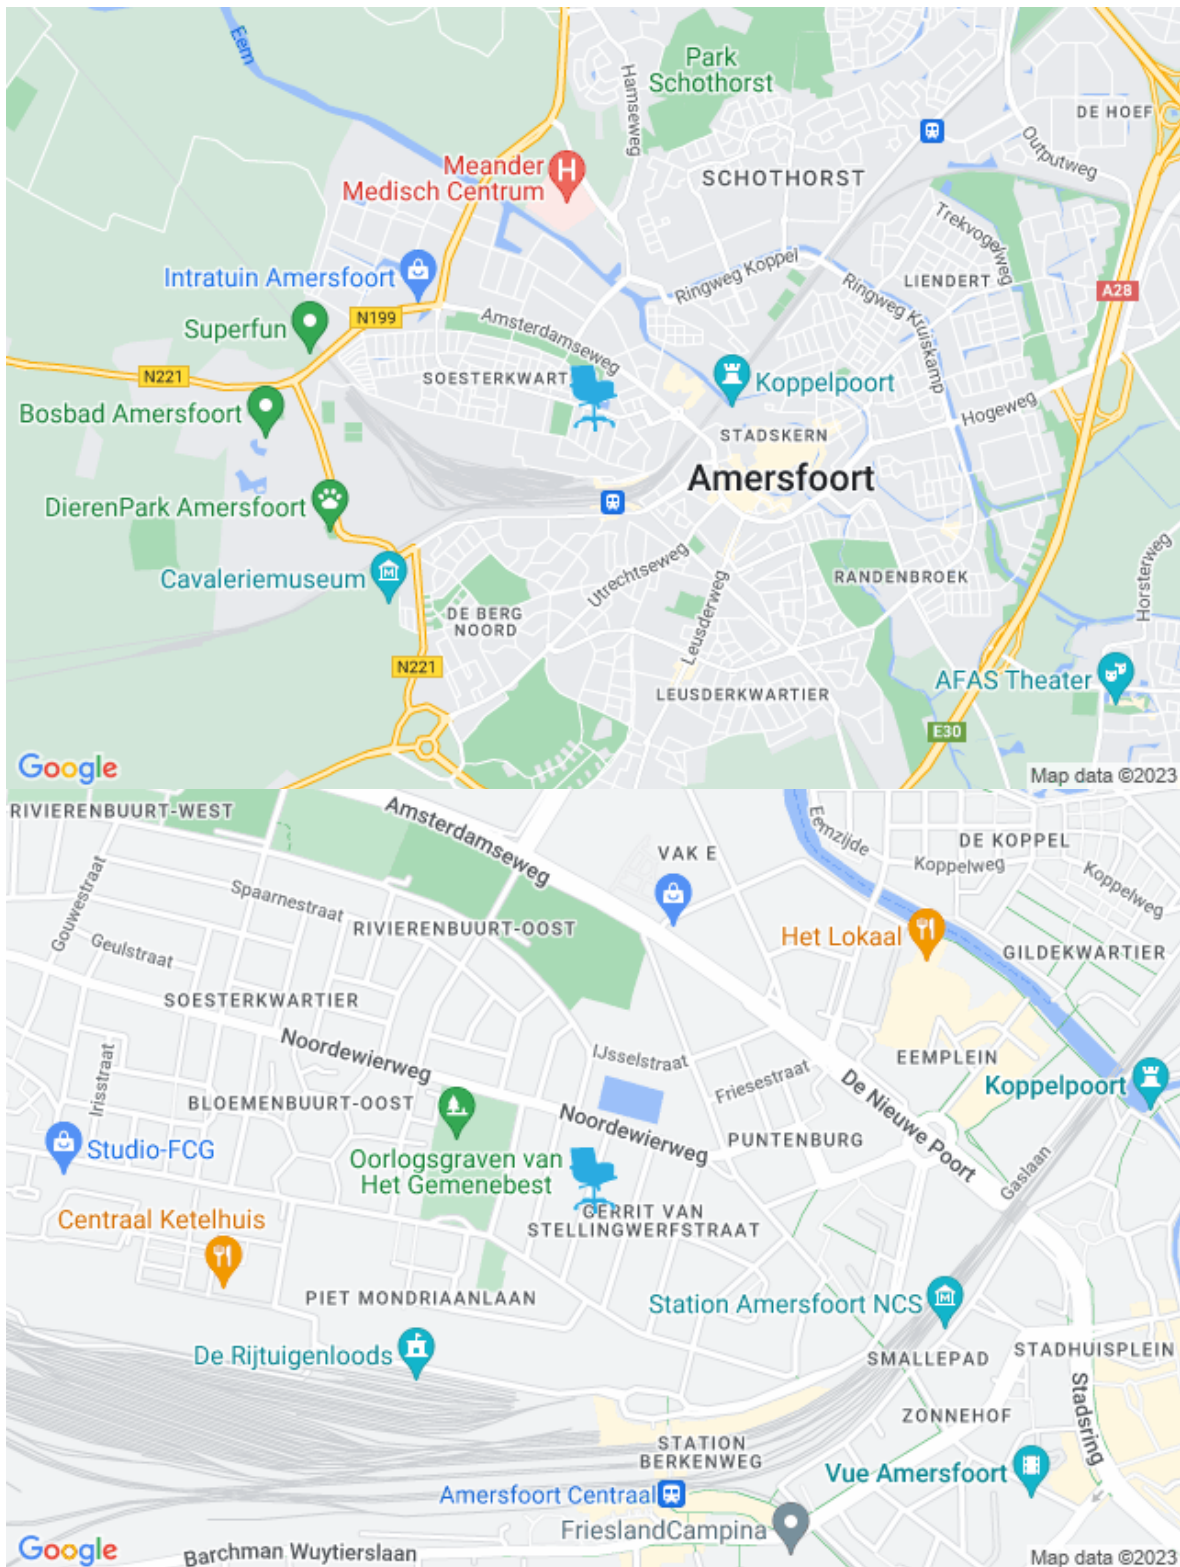 Eem
Park
Schothorst
Hamseweg
DE HOEF
Outputweg
Meander
Medisch Centrum
H
SCHOTHORST
Trekvogelweg
Intratuin Amersfoort
Ringweg Koppel
LIENDERT
A28
Superfun
N199
Amsterdamseweg
Ringweg Kruiskamp
N221
SOESTERKWART
Koppelpoort
Bosbad Amersfoort
Hogeweg
STADSKERN
Amersfoort
DierenPark Amersfoort
Utrechtseweg
Horsterweg
Cavaleriemuseum
M
RANDENBROEK
DE BERG
NOORD
Leusderweg
N221
LEUSDERKWARTIER
AFAS Theater
E30
Google
Map data ©2023
RIVIERENBUURT-WEST
Amsterdamseweg
Eemzijde
DE KOPPEL
VAK E
Koppelweg
Koppelweg
Gouwestraat
Spaarnestraat
RIVIERENBUURT-OOST
Het Lokaal
Geulstraat
GILDEKWARTIER
SOESTERKWARTIER
Noordewierweg
IJsselstraat
EEMPLEIN
Irisstraat
Friesestraat
De Nieuwe Poort
Koppelpoort
BLOEMENBUURT-OOST
Noordewierweg
PUNTENBURG
Studio-FCG
Oorlogsgraven van
Het Gemenebest
Gaslaan
Centraal Ketelhuis
GERRIT VAN
STELLINGWERFSTRAAT
PIET MONDRIAANLAAN
Station Amersfoort NCS
M
De Rijtuigenloods
SMALLEPAD
STADHUISPLEIN
Stadsring
ZONNEHOF
STATION
BERKENWEG
Vue Amersfoort
Amersfoort Centraal
FrieslandCampina
Google
Barchman Wuytierslaan
Map data ©2023